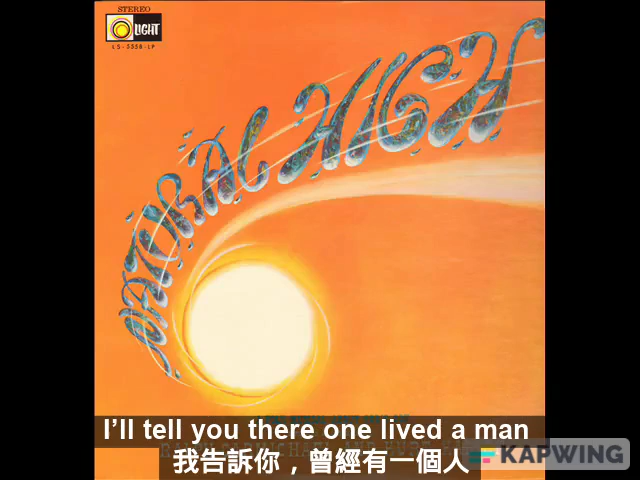 STEREO
LIGHT
LS-5558-LP
NATURAL HIGH
I'll tell you there one lived a man
我告訴你，曾經有一個人
KAPWING